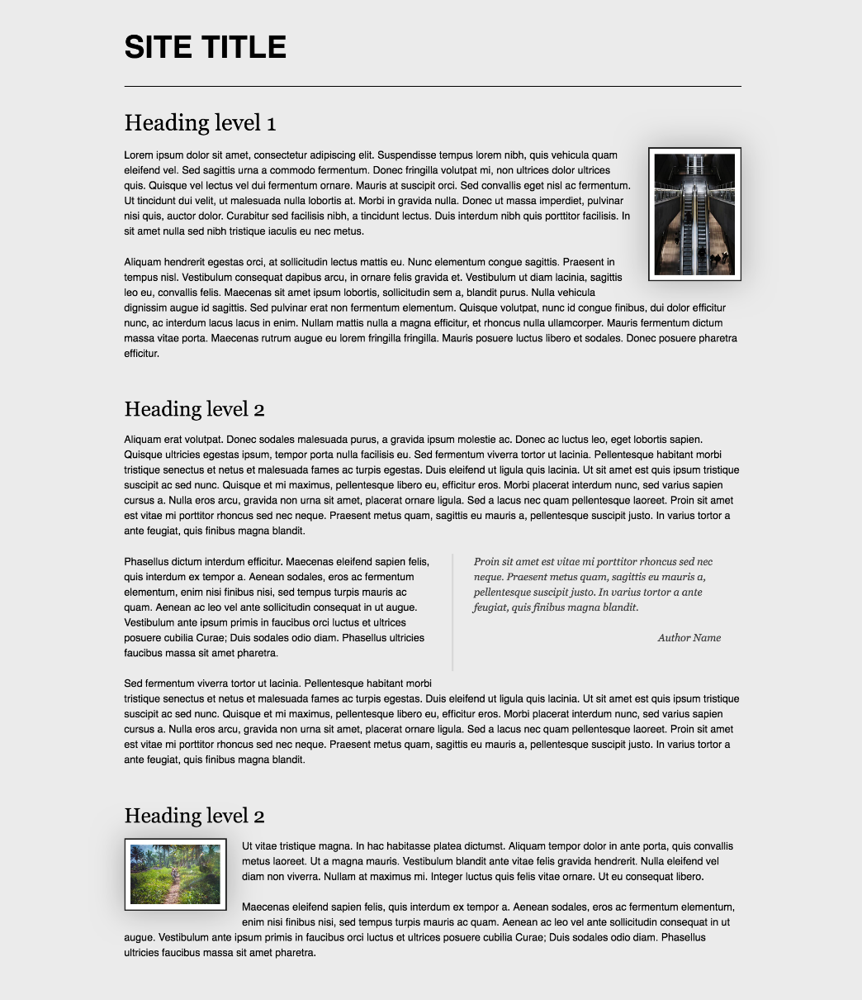 SITE TITLE
Heading level 1
Lorem ipsum dolor sit amet, consectetur adipiscing elit. Suspendisse tempus lorem nibh, quis vehicula quam
eleifend vel. Sed sagittis urna a commodo fermentum. Donec fringilla volutpat mi, non ultrices dolor ultrices
quis. Quisque vel lectus vel dui fermentum ornare. Mauris at suscipit orci. Sed convallis eget nisl ac fermentum.
Ut tincidunt dui velit, ut malesuada nulla lobortis at. Morbi in gravida nulla. Donec ut massa imperdiet, pulvinar
nisi quis, auctor dolor. Curabitur sed facilisis nibh, a tincidunt lectus. Duis interdum nibh quis porttitor facilisis. In
sit amet nulla sed nibh tristique iaculis eu nec metus.
Aliquam hendrerit egestas orci, at sollicitudin lectus mattis eu. Nunc elementum congue sagittis. Praesent in
tempus nisl. Vestibulum consequat dapibus arcu, in ornare felis gravida et. Vestibulum ut diam lacinia, sagittis
leo eu, convallis felis. Maecenas sit amet ipsum lobortis, sollicitudin sem a, blandit purus. Nulla vehicula
dignissim augue id sagittis. Sed pulvinar erat non fermentum elementum. Quisque volutpat, nunc id congue finibus, dui dolor efficitur
nunc, ac interdum lacus lacus in enim. Nullam mattis nulla a magna efficitur, et rhoncus nulla ullamcorper. Mauris fermentum dictum
massa vitae porta. Maecenas rutrum augue eu lorem fringilla fringilla. Mauris posuere luctus libero et sodales. Donec posuere pharetra
efficitur.
Heading level 2
Aliquam erat volutpat. Donec sodales malesuada purus, a gravida ipsum molestie ac. Donec ac luctus leo, eget lobortis sapien.
Quisque ultricies egestas ipsum, tempor porta nulla facilisis eu. Sed fermentum viverra tortor ut lacinia. Pellentesque habitant morbi
tristique senectus et netus et malesuada fames ac turpis egestas. Duis eleifend ut ligula quis lacinia. Ut sit amet est quis ipsum tristique
suscipit ac sed nunc. Quisque et mi maximus, pellentesque libero eu, efficitur eros. Morbi placerat interdum nunc, sed varius sapien
cursus a. Nulla eros arcu, gravida non urna sit amet, placerat ornare ligula. Sed a lacus nec quam pellentesque laoreet. Proin sit amet
est vitae mi porttitor rhoncus sed nec neque. Praesent metus quam, sagittis eu mauris a, pellentesque suscipit justo. In varius tortor a
ante feugiat, quis finibus magna blandit.
Phasellus dictum interdum efficitur. Maecenas eleifend sapien felis,
quis interdum ex tempor a. Aenean sodales, eros ac fermentum
elementum, enim nisi finibus nisi, sed tempus turpis mauris ac
quam. Aenean ac leo vel ante sollicitudin consequat in ut augue.
Vestibulum ante ipsum primis in faucibus orci luctus et ultrices
posuere cubilia Curae; Duis sodales odio diam. Phasellus ultricies
faucibus massa sit amet pharetra.
Proin sit amet est vitae mi porttitor rhoncus sed nec
neque. Praesent metus quam, sagittis eu mauris a,
pellentesque suscipit justo. In varius tortor a ante
feugiat, quis finibus magna blandit.
Author Name
Sed fermentum viverra tortor ut lacinia. Pellentesque habitant morbi
tristique senectus et netus et malesuada fames ac turpis egestas. Duis eleifend ut ligula quis lacinia. Ut sit amet est quis ipsum tristique
suscipit ac sed nunc. Quisque et mi maximus, pellentesque libero eu, efficitur eros. Morbi placerat interdum nunc, sed varius sapien
cursus a. Nulla eros arcu, gravida non urna sit amet, placerat ornare ligula. Sed a lacus nec quam pellentesque laoreet. Proin sit amet
est vitae mi porttitor rhoncus sed nec neque. Praesent metus quam, sagittis eu mauris a, pellentesque suscipit justo. In varius tortor a
ante feugiat, quis finibus magna blandit.
Heading level 2
Ut vitae tristique magna. In hac habitasse platea dictumst. Aliquam tempor dolor in ante porta, quis convallis
metus laoreet. Ut a magna mauris. Vestibulum blandit ante vitae felis gravida hendrerit. Nulla eleifend vel
diam non viverra. Nullam at maximus mi. Integer luctus quis felis vitae ornare. Ut eu consequat libero.
Maecenas eleifend sapien felis, quis interdum ex tempor a. Aenean sodales, eros ac fermentum elementum,
enim nisi finibus nisi, sed tempus turpis mauris ac quam. Aenean ac leo vel ante sollicitudin consequat in ut
augue. Vestibulum ante ipsum primis in faucibus orci luctus et ultrices posuere cubilia Curae; Duis sodales odio diam. Phasellus
ultricies faucibus massa sit amet pharetra.